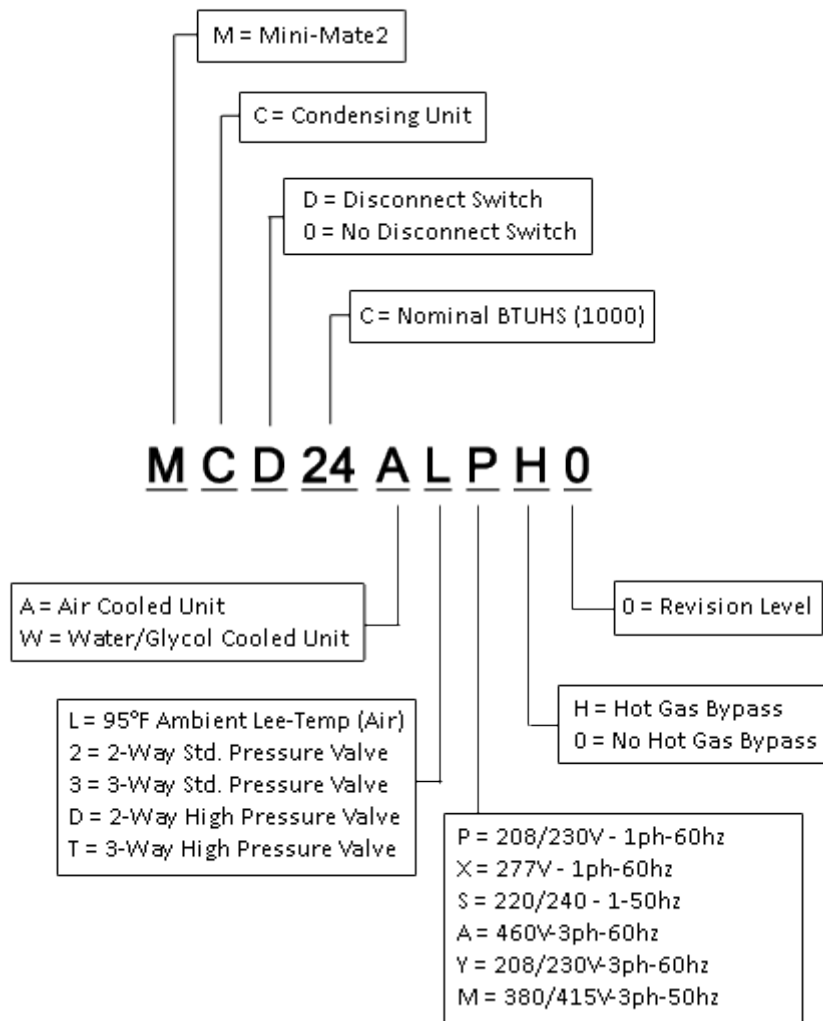 M = Mini-Mate2
C = Condensing Unit
D = Disconnect Switch
0 = No Disconnect Switch
C = Nominal BTUHS (1000)
M C D 24 A L P H 0
A = Air Cooled Unit
W = Water/Glycol Cooled Unit
0 = Revision Level
L = 95°F Ambient Lee-Temp (Air)
2 = 2-Way Std. Pressure Valve
3 = 3-Way Std. Pressure Valve
D = 2-Way High Pressure Valve
T = 3-Way High Pressure Valve
H = Hot Gas Bypass
0 = No Hot Gas Bypass
P = 208/230V - 1ph-60hz
X = 277V - 1ph-60hz
S = 220/240 - 1-50hz
A = 460V-3ph-60hz
Y = 208/230V-3ph-60hz
M = 380/415V-3ph-50hz